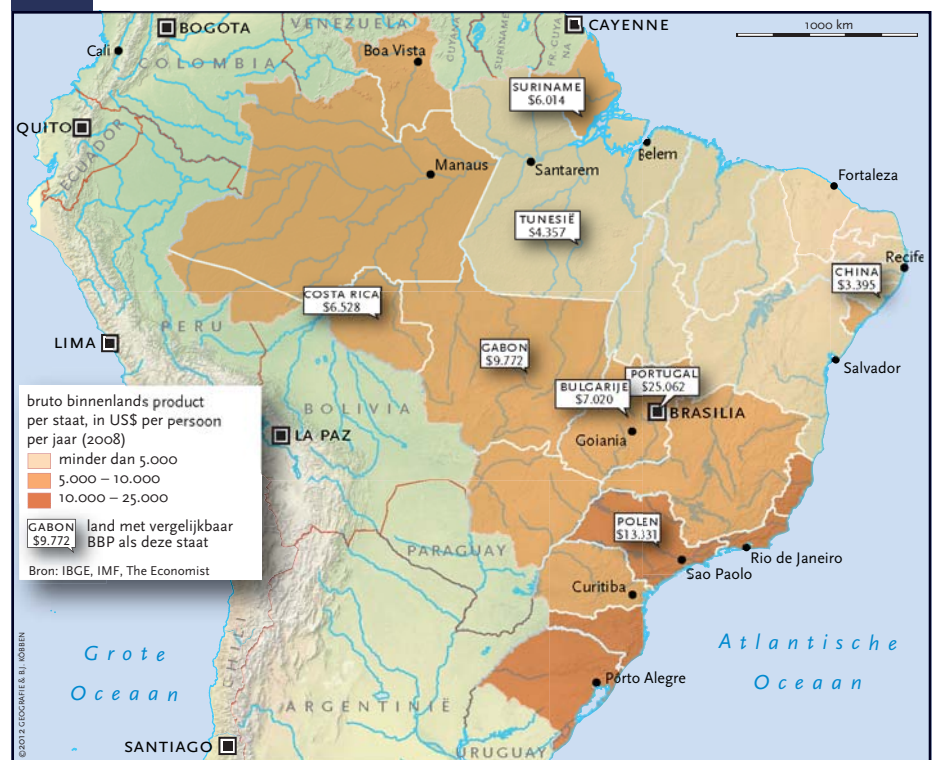 BOGOTA
VENEZUELA
CAYENNE
1000 km
Cali
COLOMBIA
Boa Vista
GUYANA
SURINAME
FR. GUYA
NA
SURINAME
$6.014
QUITO
ECUADOR
Manaus
Santarem
Belem
Fortaleza
TUNESIË
$4.357
Recife
CHINA
$3.395
COSTA RICA
$6.528
PERU
LIMA
GABON
$9.772
Salvador
PORTUGAL
$25.062
BULGARIJE
$7.020
BRASILIA
BOLIVIA
LA PAZ
Goiania
bruto binnenlands product
per staat, in US$ per persoon
per jaar (2008)
minder dan 5.000
5.000 – 10.000
10.000 – 25.000
GABON
$9.772
land met vergelijkbaar
BBP als deze staat
Bron: IBGE, IMF, The Economist
POLEN
$13.331
PARAGUAY
Rio de Janeiro
Sao Paolo
Curitiba
CHILI
Grote
Oceaan
Atlantische
Oceaan
Porto Alegre
ARGENTINIË
SANTIAGO
URUGUAY
©2012 GEOGRAFIE & B.J. KÖBBEN